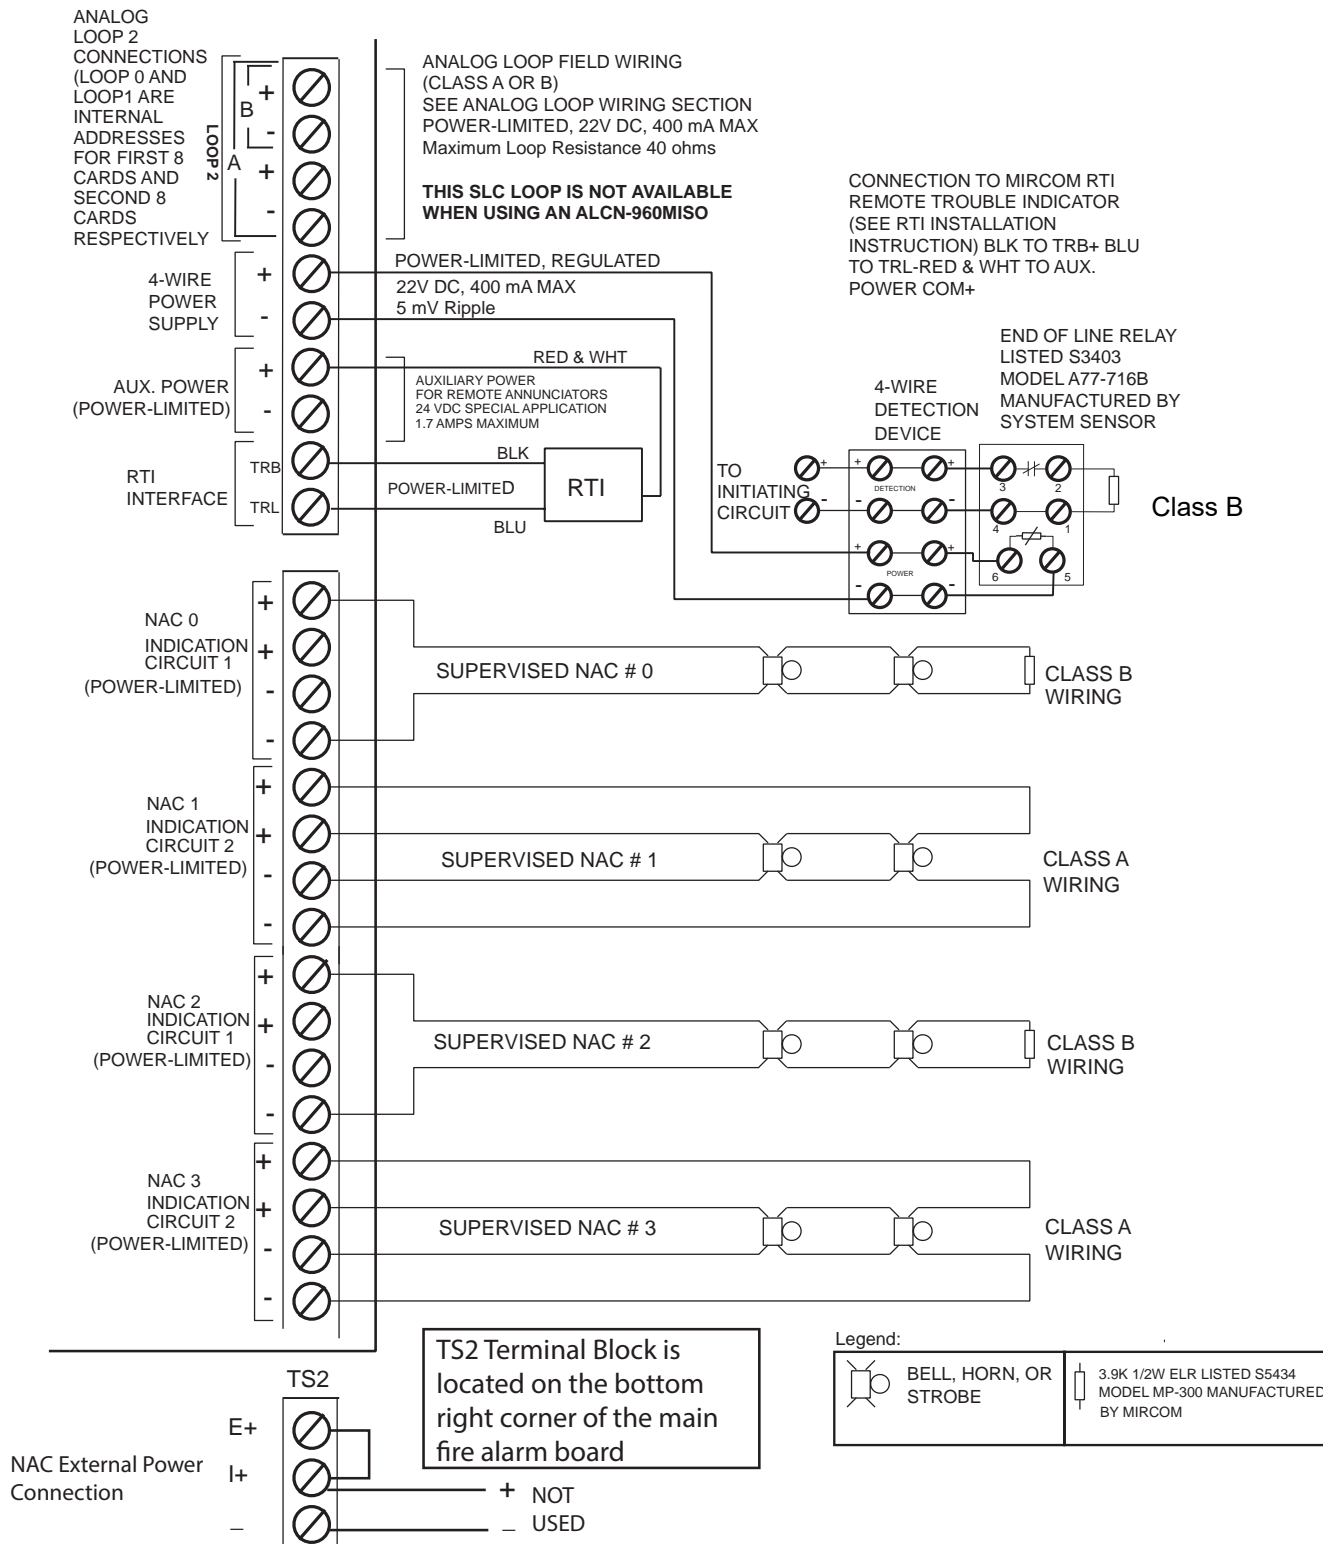 ANALOG
LOOP 2
CONNECTIONS
(LOOP 0 AND
LOOP1 ARE
INTERNAL
ADDRESSES
FOR FIRST 8
CARDS AND
SECOND 8
CARDS
RESPECTIVELY
LOOP 2
A
B
+
-
+
-
ANALOG LOOP FIELD WIRING
(CLASS A OR B)
SEE ANALOG LOOP WIRING SECTION
POWER-LIMITED, 22V DC, 400 mA MAX
Maximum Loop Resistance 40 ohms
THIS SLC LOOP IS NOT AVAILABLE
WHEN USING AN ALCN-960MISO
CONNECTION TO MIRCOM RTI
REMOTE TROUBLE INDICATOR
(SEE RTI INSTALLATION
INSTRUCTION) BLK TO TRB+ BLU
TO TRL-RED & WHT TO AUX.
POWER COM+
4-WIRE
POWER
SUPPLY
+
-
POWER-LIMITED, REGULATED
22V DC, 400 mA MAX
5 mV Ripple
AUX. POWER
(POWER-LIMITED)
+
-
RED & WHT
AUXILIARY POWER
FOR REMOTE ANNUNCIATORS
24 VDC SPECIAL APPLICATION
1.7 AMPS MAXIMUM
RTI
INTERFACE
TRB
TRL
BLK
POWER-LIMITED
BLU
RTI
END OF LINE RELAY
LISTED S3403
MODEL A77-716B
MANUFACTURED BY
SYSTEM SENSOR
4-WIRE
DETECTION
DEVICE
TO
INITIATING
CIRCUIT
+
-
+ +
DETECTION
- -
+ +
POWER
- -
3 2
4 1
6 5
Class B
NAC 0
INDICATION
CIRCUIT 1
(POWER-LIMITED)
+
+
-
-
SUPERVISED NAC # 0
CLASS B
WIRING
NAC 1
INDICATION
CIRCUIT 2
(POWER-LIMITED)
+
+
-
-
SUPERVISED NAC # 1
CLASS A
WIRING
NAC 2
INDICATION
CIRCUIT 1
(POWER-LIMITED)
+
+
-
-
SUPERVISED NAC # 2
CLASS B
WIRING
NAC 3
INDICATION
CIRCUIT 2
(POWER-LIMITED)
+
+
-
-
SUPERVISED NAC # 3
CLASS A
WIRING
TS2 Terminal Block is
located on the bottom
right corner of the main
fire alarm board
Legend:
BELL, HORN, OR
STROBE
3.9K 1/2W ELR LISTED S5434
MODEL MP-300 MANUFACTURED
BY MIRCOM
TS2
NAC External Power
Connection
E+
I+
–
+
–
NOT
USED